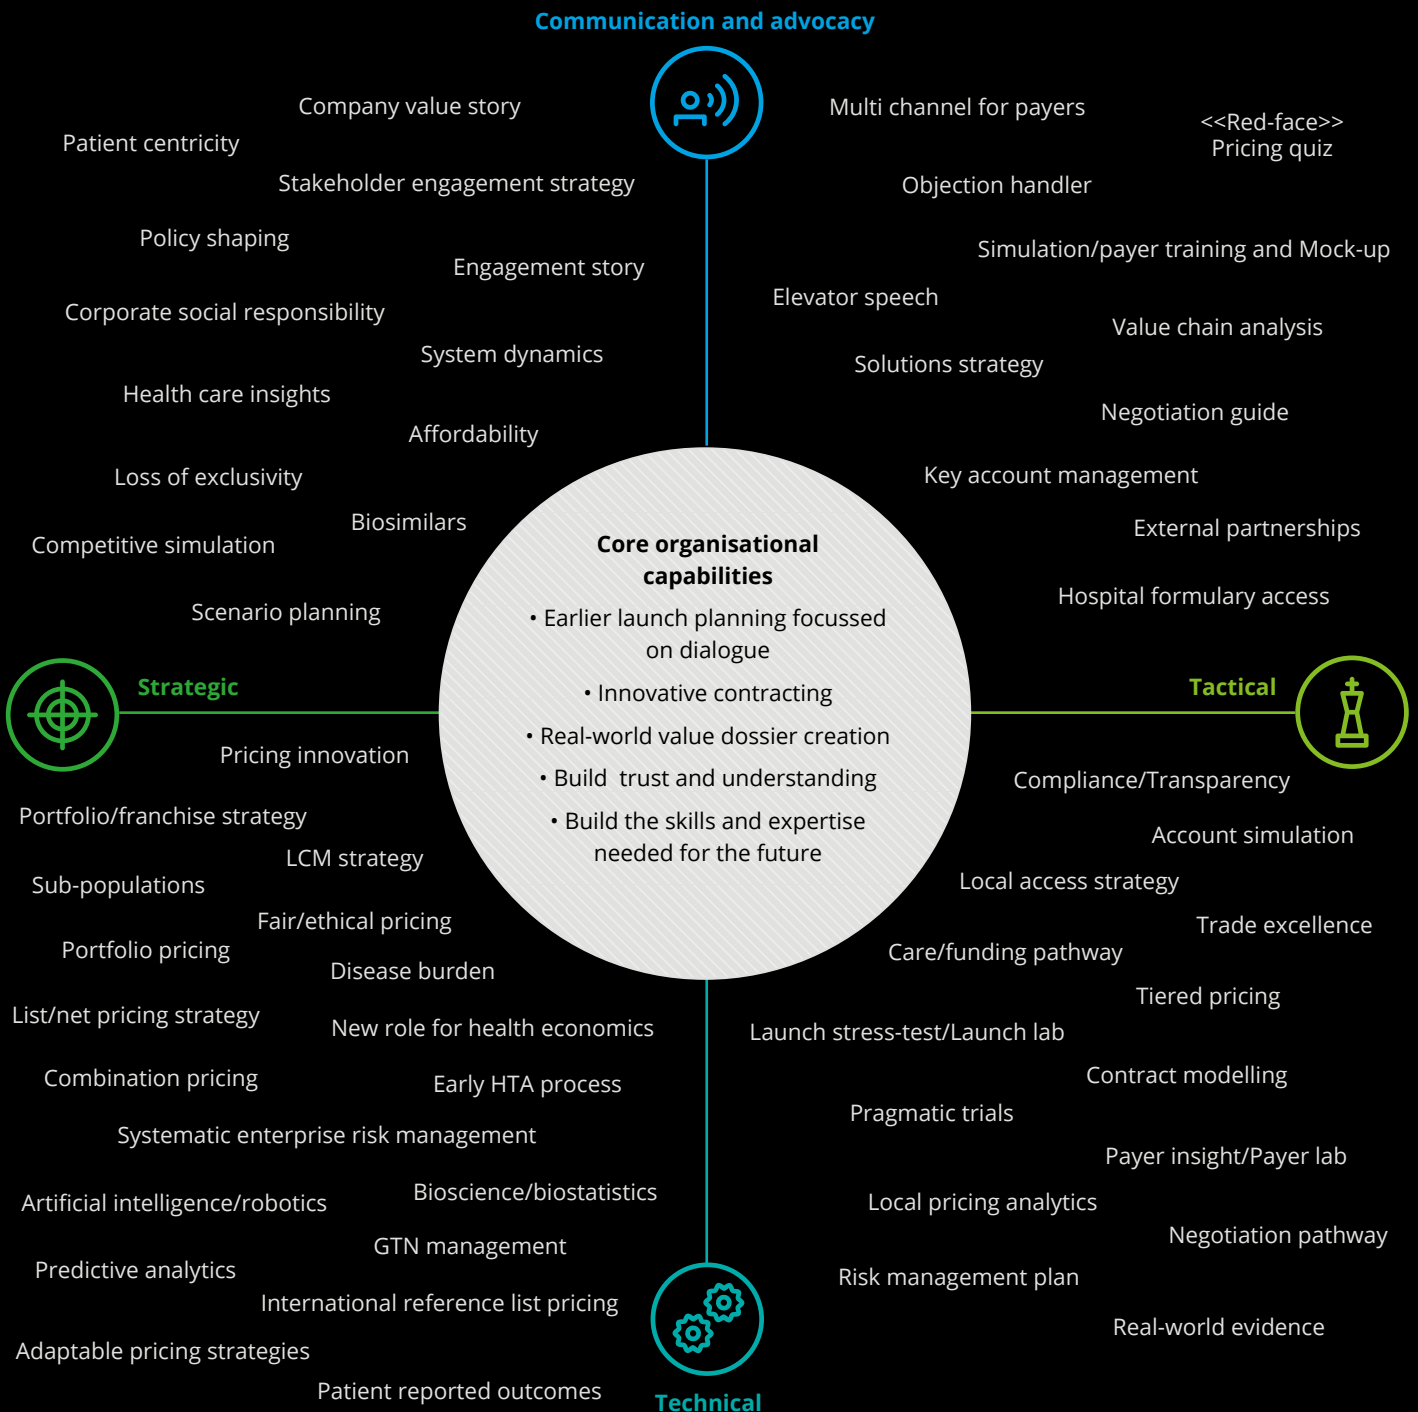 Communication and advocacy
Company value story
Patient centricity
Stakeholder engagement strategy
Policy shaping
Engagement story
Corporate social responsibility
System dynamics
Health care insights
Affordability
Loss of exclusivity
Biosimilars
Competitive simulation
Scenario planning
Multi channel for payers
<<Red-face>>
Pricing quiz
Objection handler
Simulation/payer training and Mock-up
Elevator speech
Value chain analysis
Solutions strategy
Negotiation guide
Key account management
External partnerships
Hospital formulary access
Core organisational
capabilities
• Earlier launch planning focussed
on dialogue
• Innovative contracting
• Real-world value dossier creation
• Build  trust and understanding
• Build the skills and expertise
needed for the future
Strategic
Tactical
Pricing innovation
Portfolio/franchise strategy
LCM strategy
Sub-populations
Fair/ethical pricing
Portfolio pricing
Disease burden
List/net pricing strategy
New role for health economics
Combination pricing
Early HTA process
Systematic enterprise risk management
Bioscience/biostatistics
Artificial intelligence/robotics
GTN management
Predictive analytics
International reference list pricing
Adaptable pricing strategies
Patient reported outcomes
Compliance/Transparency
Account simulation
Local access strategy
Trade excellence
Care/funding pathway
Tiered pricing
Launch stress-test/Launch lab
Contract modelling
Pragmatic trials
Payer insight/Payer lab
Local pricing analytics
Negotiation pathway
Risk management plan
Real-world evidence
Technical